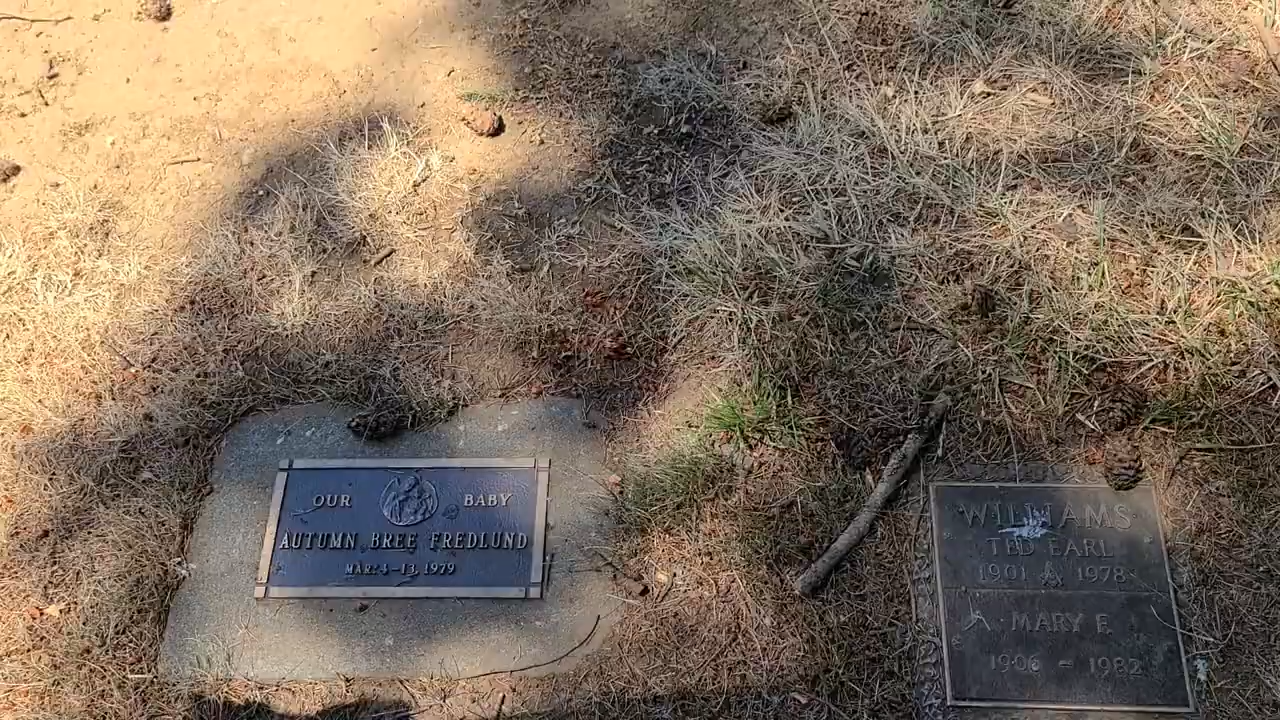 OUR BABY
AUTUMN BREE FREDLUND
MAR. 4-13, 1979
WILLIAMS
TED EARL
1901 1978
MARY E.
1906 - 1982